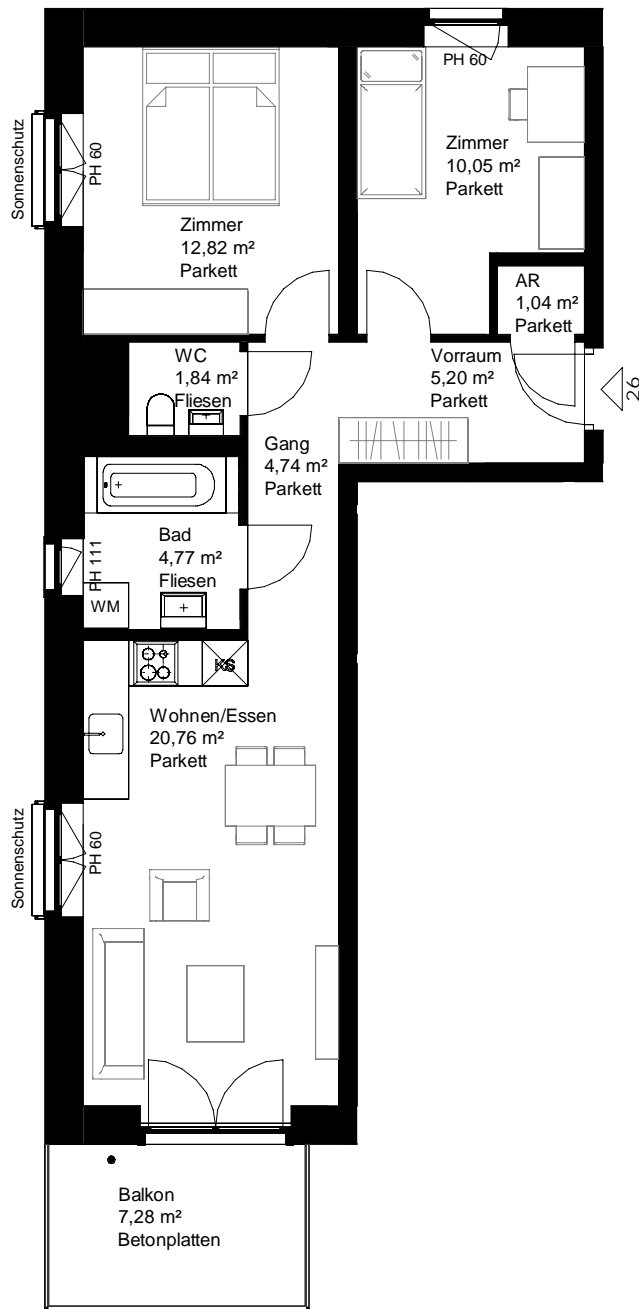 PH 60
Sonnenschutz
PH 60
Zimmer
10,05 m²
Parkett
Zimmer
12,82 m²
Parkett
AR
1,04 m²
Parkett
WC
1,84 m²
Fliesen
Vorraum
5,20 m²
Parkett
26
Gang
4,74 m²
Parkett
Bad
4,77 m²
Fliesen
PH 111
WM
KS
Wohnen/Essen
20,76 m²
Parkett
Sonnenschutz
PH 60
Balkon
7,28 m²
Betonplatten